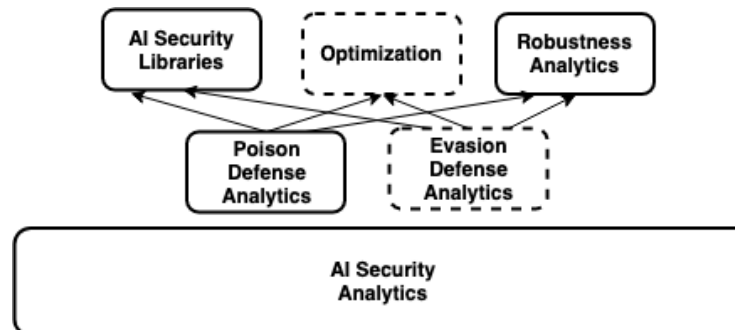 AI Security
Libraries
Optimization
Robustness
Analytics
Poison
Defense
Analytics
Evasion
Defense
Analytics
AI Security
Analytics